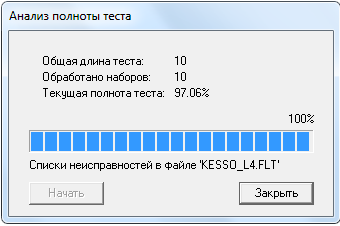 Анализ полноты теста
Общая длина теста: 10
Обработано наборов: 10
Текущая полнота теста: 97.06%
100%
Списки неисправностей в файле 'KESSO_L4.FLT'
Начать Закрыть